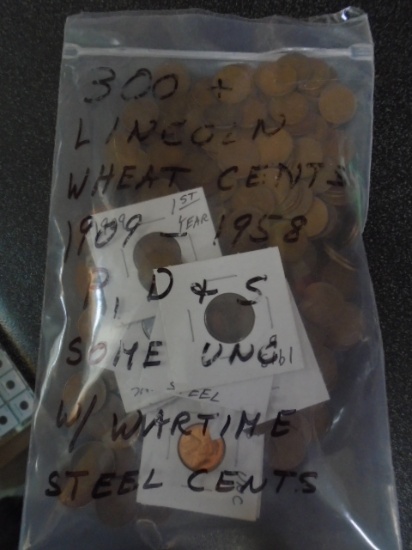 300 +
LINCOLN
WHEAT CENTS
1909 – 1958
1ST
YEAR
P, D & S
SOME UNC
STEEL
W/ WARTIME
STEEL CENTS